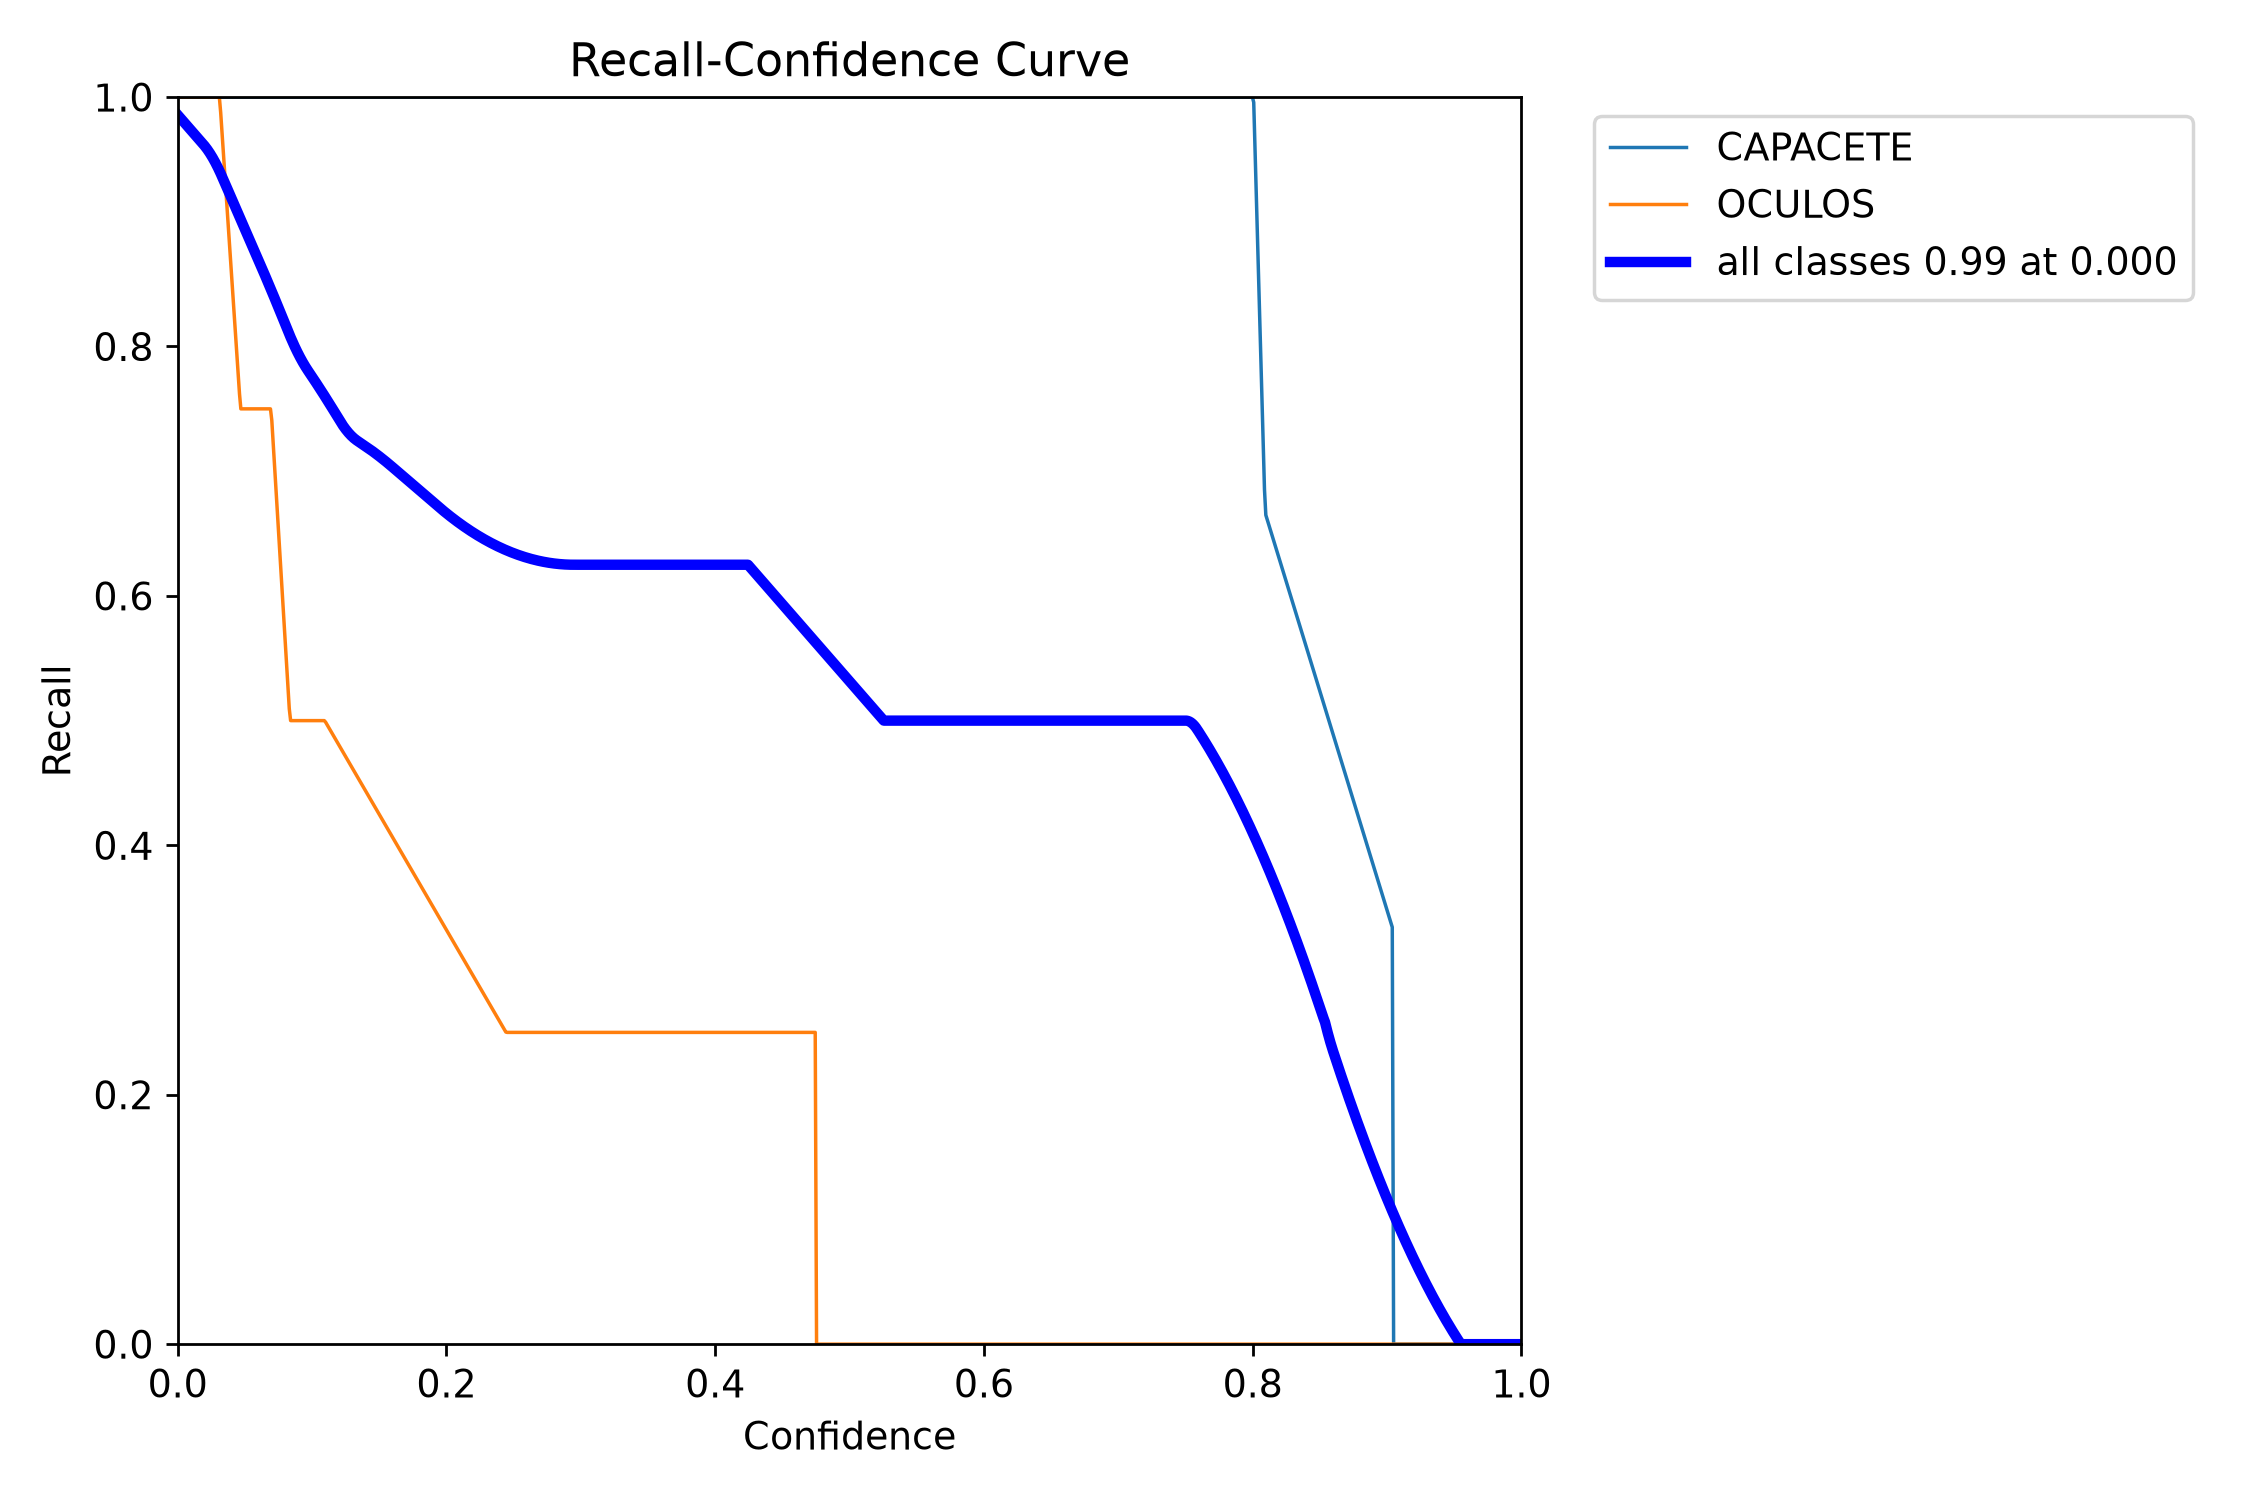 Recall-Confidence Curve
1.0
0.8
0.6
0.4
0.2
0.0
Recall
0.0 0.2 0.4 0.6 0.8 1.0
Confidence
CAPACETE
OCULOS
all classes 0.99 at 0.000